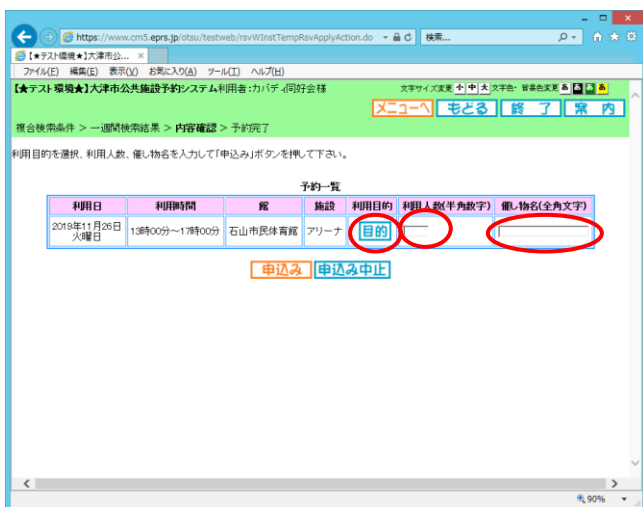 https://www.cm5.eprs.jp/otsu/testweb/rsvWInstTempRsvApplyAction.do
検索...
【★テスト環境★】大津市公...
ファイル(F) 編集(E) 表示(V) お気に入り(A) ツール(T) ヘルプ(H)
【★テスト環境★】大津市公共施設予約システム利用者:カバディ同好会様
文字サイズ変更 小 中 大 文字色・背景色変更 あ あ あ あ
メニューへ もどる 終 了 案 内
複合検索条件 > 一週間検索結果 > 内容確認 > 予約完了
利用目的を選択、利用人数、催し物名を入力して「申込み」ボタンを押して下さい。
予約一覧
利用日 利用時間 館 施設 利用目的 利用人数(半角数字) 催し物名(全角文字)
2019年11月26日 火曜日 13時00分～17時00分 石山市民体育館 アリーナ 目的
申込み 申込み中止
90%